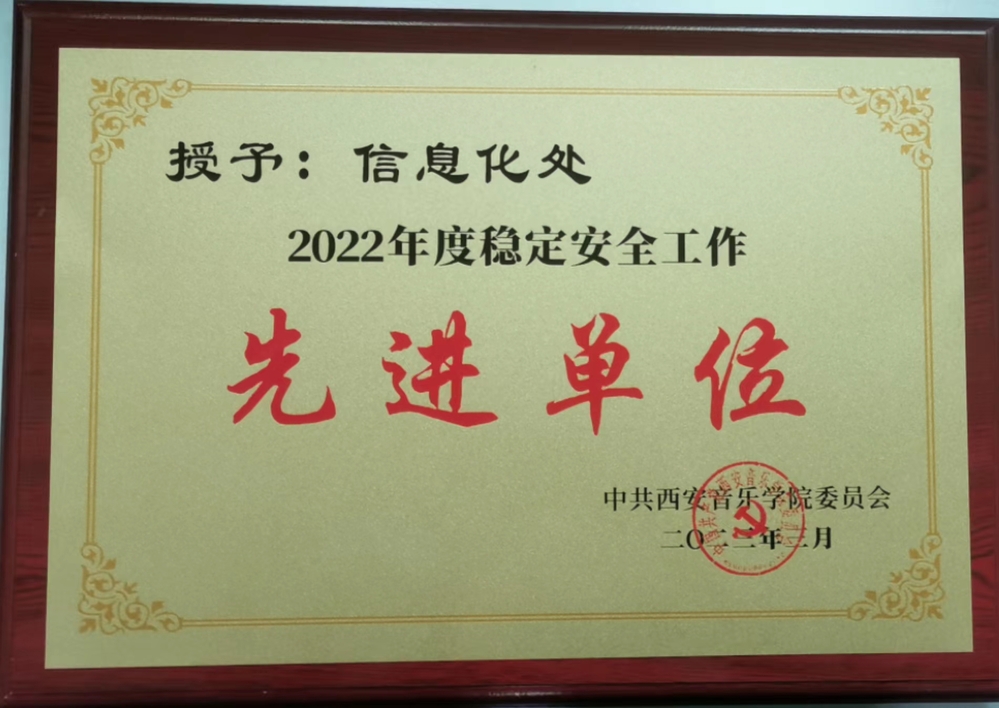 授予：信息化处
2022年度稳定安全工作
先进单位
中共西安音乐学院委员会
二〇二三年二月